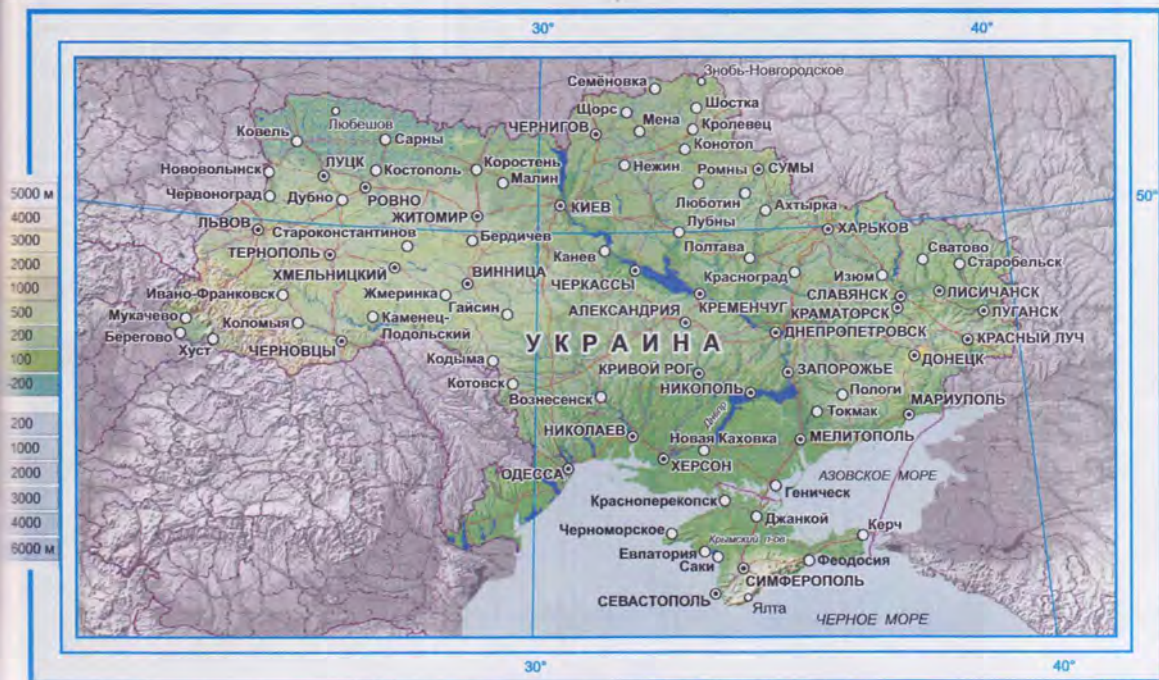 30°
40°
Знобь-Новгородское
Семёновка
Щорс
Шостка
Мена
Кролевец
ЧЕРНИГОВ
Любешов
Ковель
Сарны
Конотоп
Нововолынск
ЛУЦК
Костополь
Коростень
Нежин
Ромны
СУМЫ
Малин
5000 м
50°
Червоноград
Дубно
РОВНО
Люботин
КИЕВ
Ахтырка
4000
ЖИТОМИР
ЛЬВОВ
Лубны
ХАРЬКОВ
Староконстантинов
3000
Бердичев
ТЕРНОПОЛЬ
Канев
Полтава
Сватово
Старобельск
2000
ХМЕЛЬНИЦКИЙ
ВИННИЦА
Красноград
Изюм
ЧЕРКАССЫ
1000
Ивано-Франковск
Жмеринка
СЛАВЯНСК
ЛИСИЧАНСК
КРЕМЕНЧУГ
АЛЕКСАНДРИЯ
КРАМАТОРСК
500
Мукачево
Гайсин
ЛУГАНСК
Коломыя
Каменец-
Подольский
200
Берегово
ДНЕПРОПЕТРОВСК
Хуст
УКРАИНА
КРАСНЫЙ ЛУЧ
ЧЕРНОВЦЫ
100
Кодыма
ДОНЕЦК
КРИВОЙ РОГ
ЗАПОРОЖЬЕ
-200
Котовск
НИКОПОЛЬ
Пологи
Вознесенск
МАРИУПОЛЬ
Токмак
Днепр
200
НИКОЛАЕВ
МЕЛИТОПОЛЬ
Новая Каховка
1000
ХЕРСОН
ОДЕССА
АЗОВСКОЕ МОРЕ
2000
Геническ
3000
Красноперекопск
Джанкой
4000
Черноморское
Керч
Крымский п-ов
6000 м
Евпатория
Саки
Феодосия
СИМФЕРОПОЛЬ
СЕВАСТОПОЛЬ
Ялта
ЧЕРНОЕ МОРЕ
30°
40°